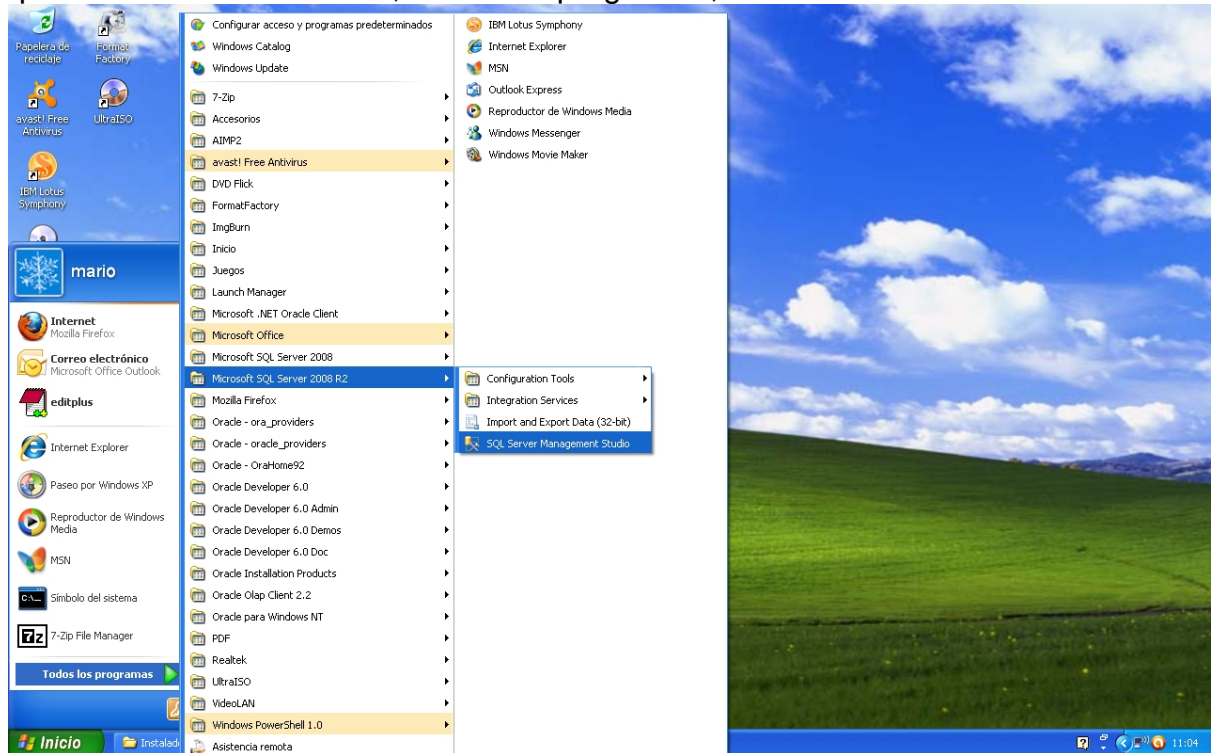 Papelera de
reciclaje
Format
Factory
avast! Free
Antivirus
UltraISO
IBM Lotus
Symphony
mario
Internet
Mozilla Firefox
Correo electrónico
Microsoft Office Outlook
editplus
Internet Explorer
Paseo por Windows XP
Reproductor de Windows
Media
MSN
C:\
Símbolo del sistema
7z
7-Zip File Manager
Todos los programas
Inicio
Configurar acceso y programas predeterminados
Windows Catalog
Windows Update
7-Zip
Accesorios
AIMP2
avast! Free Antivirus
DVD Flick
FormatFactory
ImgBurn
Inicio
Juegos
Launch Manager
Microsoft .NET Oracle Client
Microsoft Office
Microsoft SQL Server 2008
Microsoft SQL Server 2008 R2
Mozilla Firefox
Oracle - ora_providers
Oracle - oracle_providers
Oracle - OraHome92
Oracle Developer 6.0
Oracle Developer 6.0 Admin
Oracle Developer 6.0 Demos
Oracle Developer 6.0 Doc
Oracle Installation Products
Oracle Olap Client 2.2
Oracle para Windows NT
PDF
Realtek
UltraISO
VideoLAN
Windows PowerShell 1.0
Asistencia remota
IBM Lotus Symphony
Internet Explorer
MSN
Outlook Express
Reproductor de Windows Media
Windows Messenger
Windows Movie Maker
Configuration Tools
Integration Services
Import and Export Data (32-bit)
SQL Server Management Studio
11:04